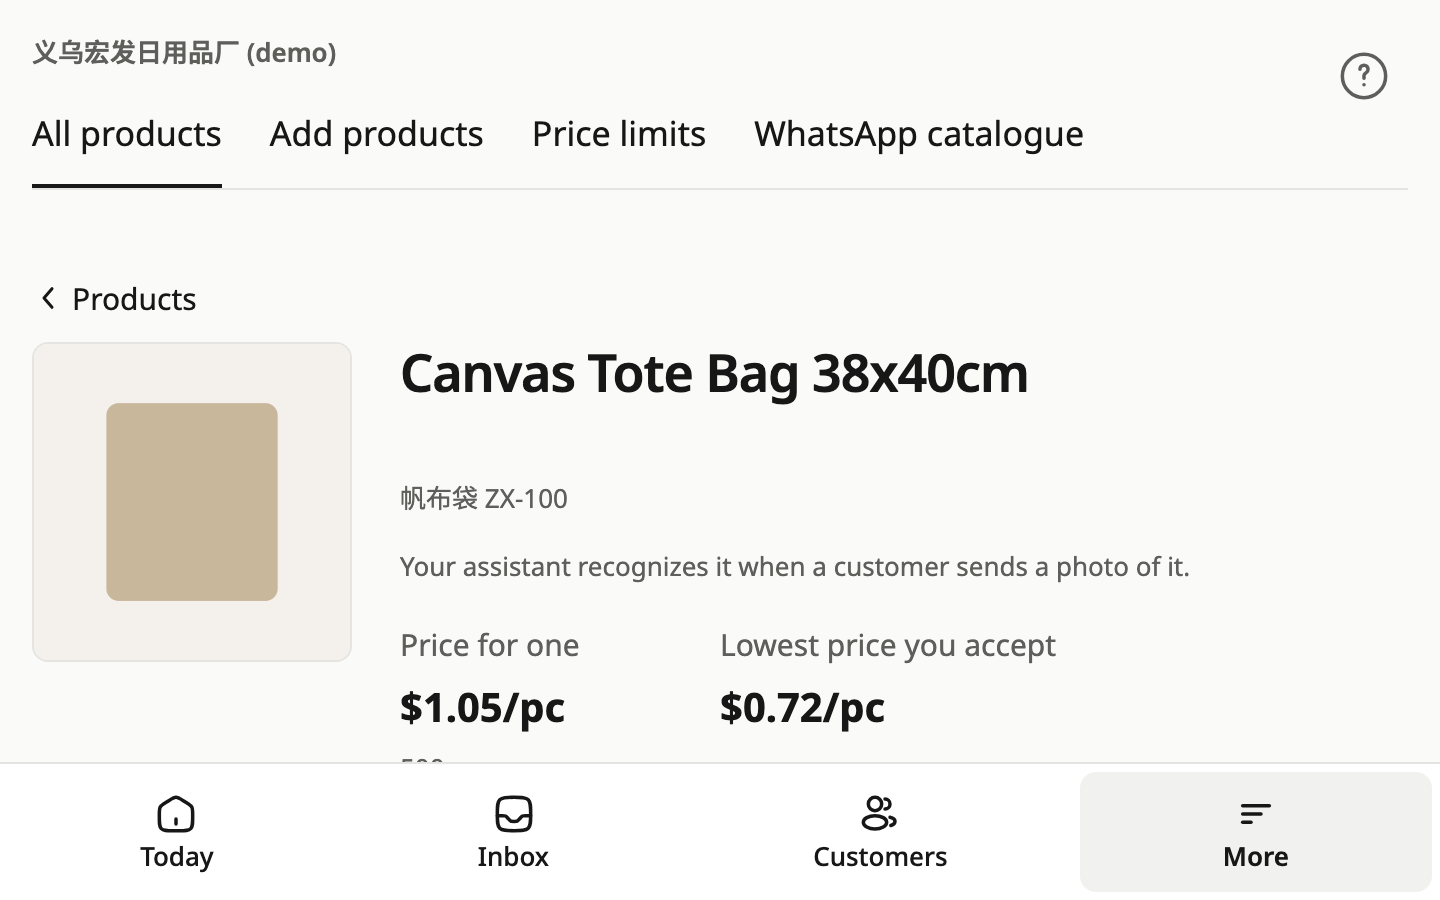 义乌宏发日用品厂 (demo)
All products
Add products
Price limits
WhatsApp catalogue
Products
Canvas Tote Bag 38x40cm
帆布袋 ZX-100
Your assistant recognizes it when a customer sends a photo of it.
Price for one
Lowest price you accept
$1.05/pc
$0.72/pc
Today
Inbox
Customers
More